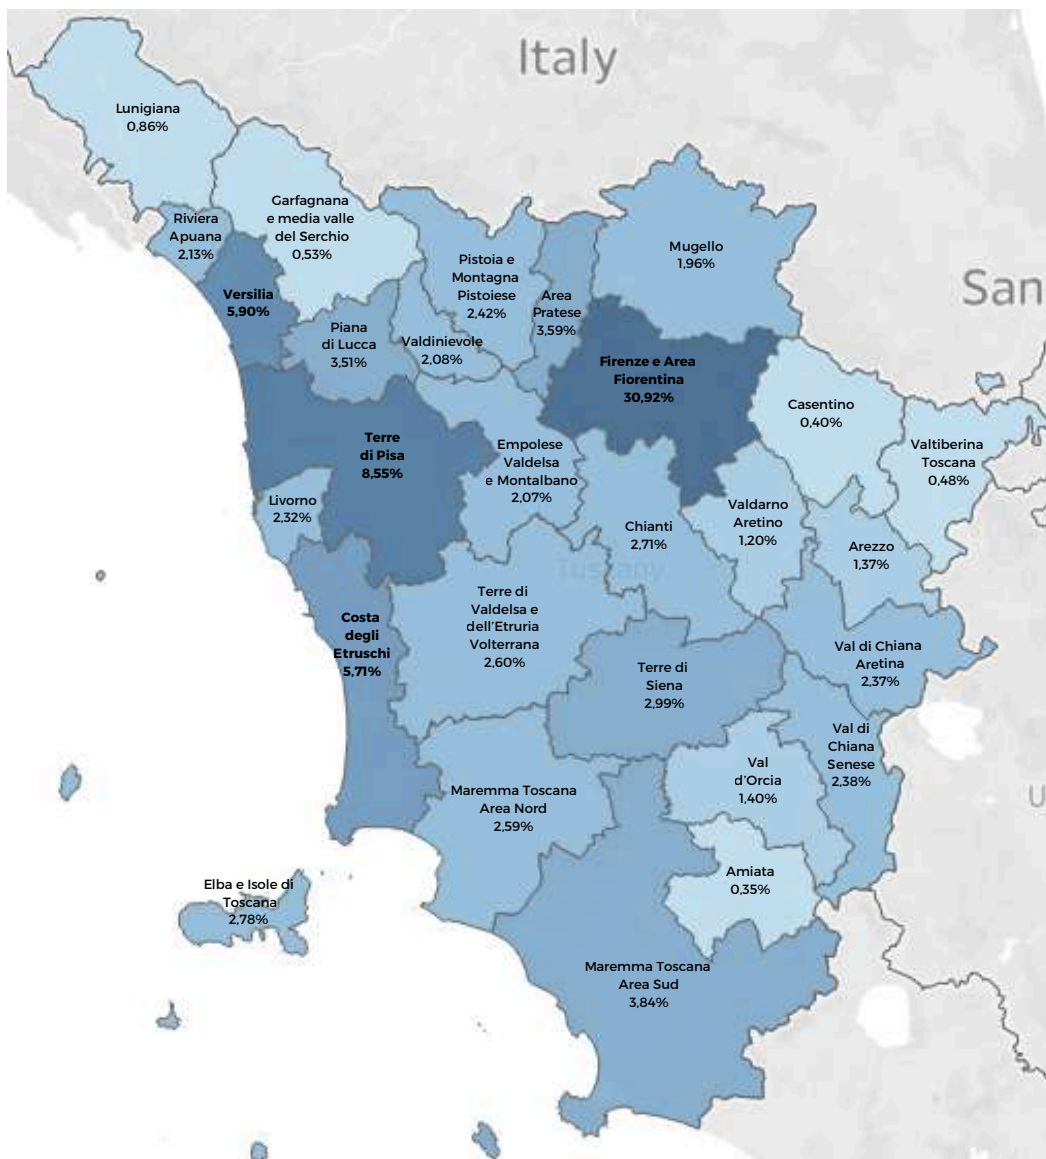 Italy
Lunigiana
0,86%
Garfagnana
e media valle
del Serchio
0,53%
Riviera
Apuana
2,13%
Mugello
1,96%
Pistoia e
Montagna
Pistoiese
2,42%
San
Versilia
5,90%
Area
Pratese
3,59%
Piana
di Lucca
3,51%
Valdinievole
2,08%
Firenze e Area
Fiorentina
30,92%
Casentino
0,40%
Valtiberina
Toscana
0,48%
Terre
di Pisa
8,55%
Empolese
Valdelsa
e Montalbano
2,07%
Livorno
2,32%
Valdarno
Aretino
1,20%
Chianti
2,71%
Arezzo
1,37%
Tuscany
Terre di
Valdelsa e
dell'Etruria
Volterrana
2,60%
Costa
degli
Etruschi
5,71%
Val di Chiana
Aretina
2,37%
Terre di
Siena
2,99%
Val di
Chiana
Senese
2,38%
Val
d'Orcia
1,40%
U
Maremma Toscana
Area Nord
2,59%
Amiata
0,35%
Elba e Isole di
Toscana
2,78%
Maremma Toscana
Area Sud
3,84%